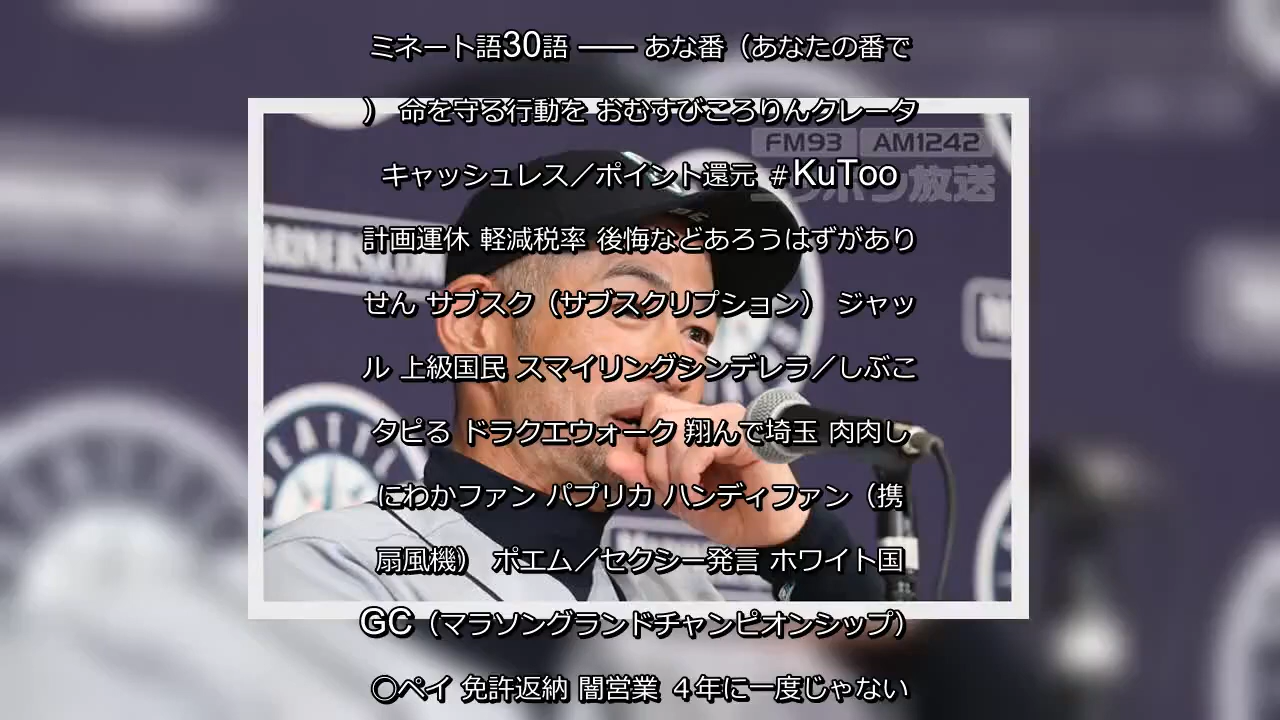 ミネート語30語 ―― あな番（あなたの番で
） 命を守る行動を おむすびころりんクレータ
FM93 AM1242
ニッポン放送
キャッシュレス／ポイント還元 #KuToo
計画運休 軽減税率 後悔などあろうはずがあり
せん サブスク（サブスクリプション） ジャッ
ル 上級国民 スマイリングシンデレラ／しぶこ
タピる ドラクエウォーク 翔んで埼玉 肉肉し
にわかファン パプリカ ハンディファン（携
扇風機） ポエム／セクシー発言 ホワイト国
GC（マラソングランドチャンピオンシップ）
〇ペイ 免許返納 闇営業 ４年に一度じゃない